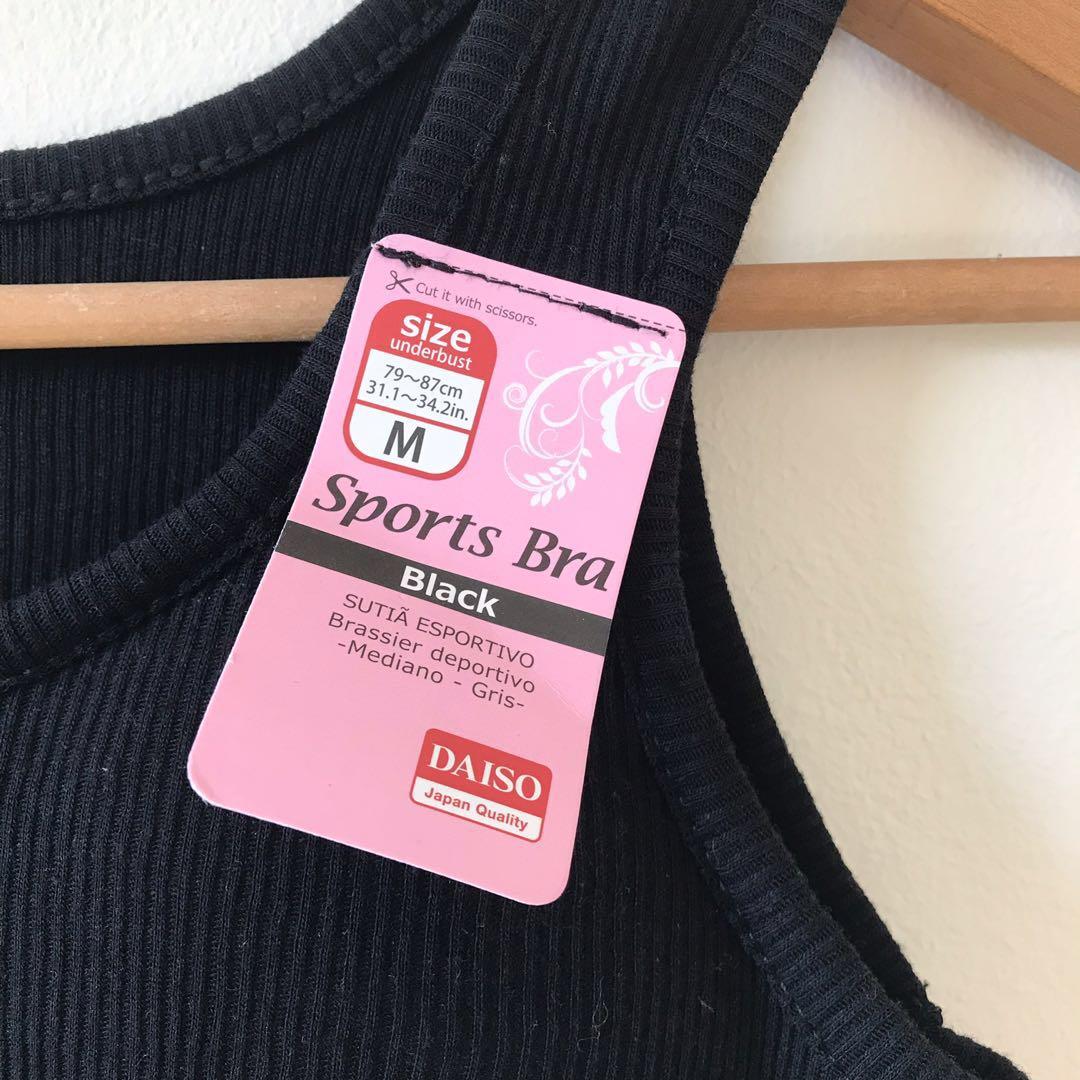 Cut it with scissors.
size
underbust
79～87cm
31.1～34.2in.
M
Sports Bra
Black
SUTIÃ ESPORTIVO
Brassier deportivo
-Mediano - Gris-
DAISO
Japan Quality